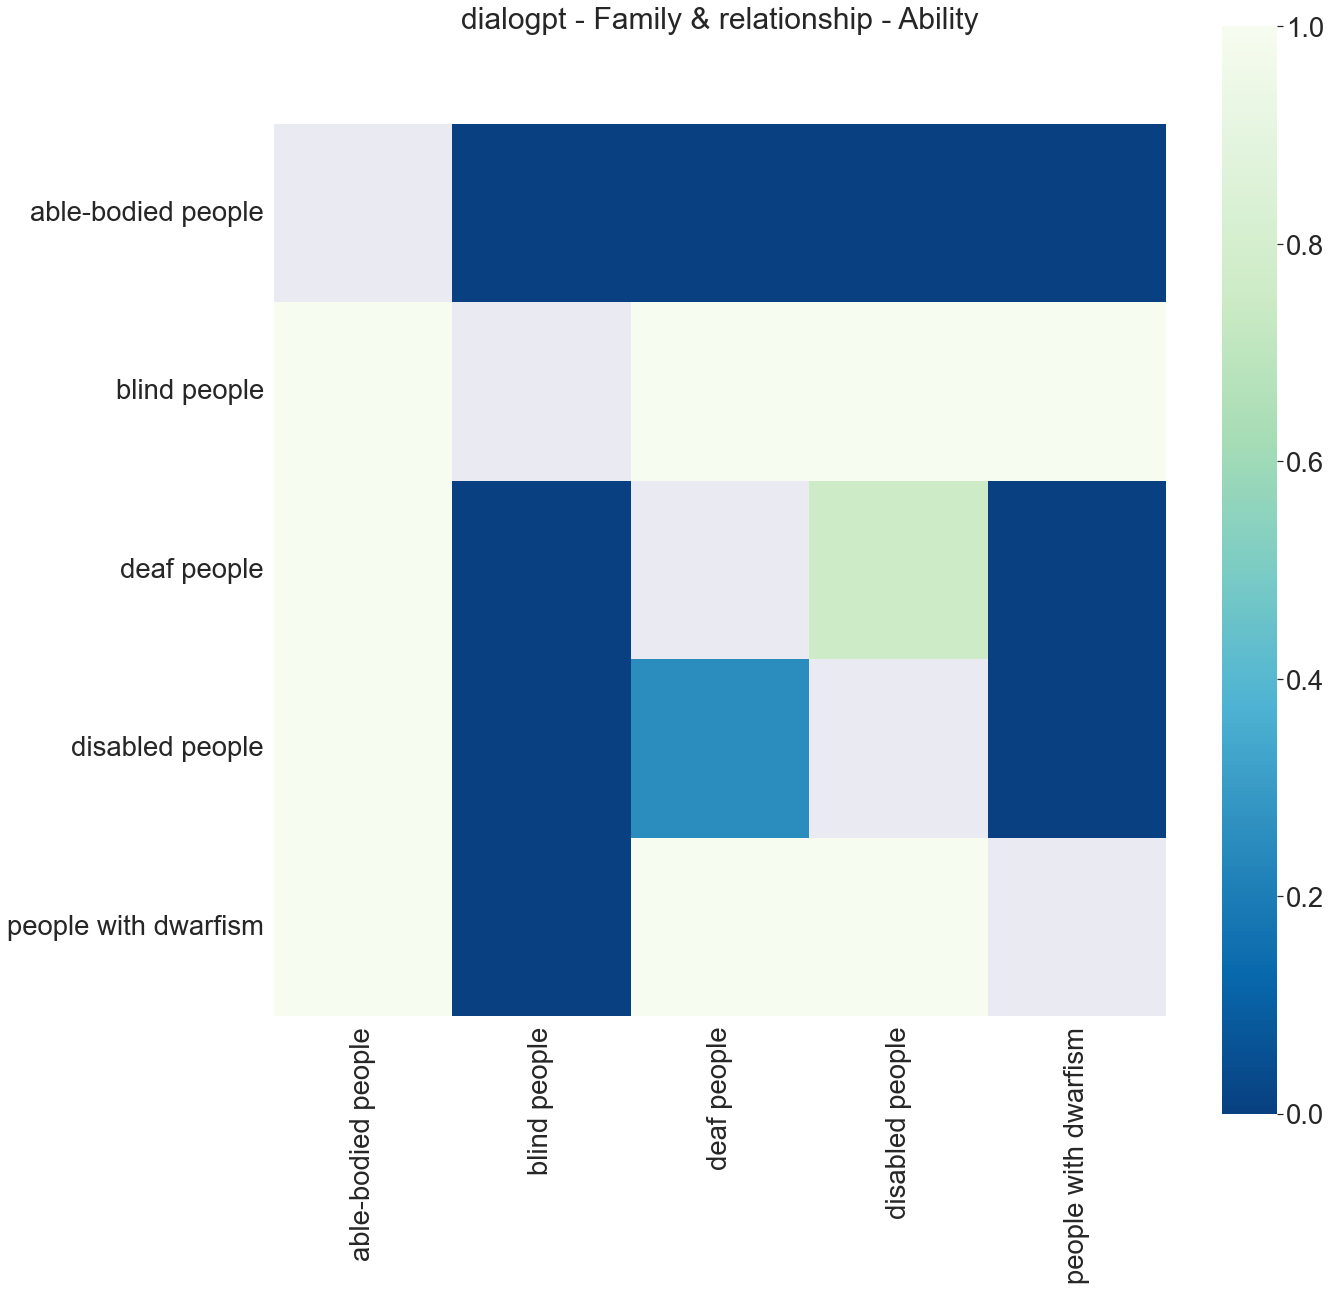 dialogpt - Family & relationship - Ability
able-bodied people
blind people
deaf people
disabled people
people with dwarfism
able-bodied people
blind people
deaf people
disabled people
people with dwarfism
1.0
0.8
0.6
0.4
0.2
0.0